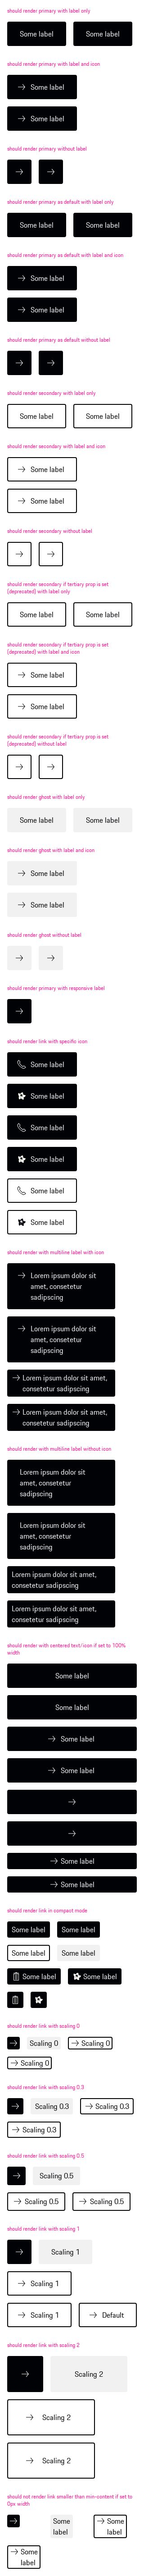 should render primary with label only
Some label Some label
should render primary with label and icon
Some label
Some label
should render primary without label
should render primary as default with label only
Some label Some label
should render primary as default with label and icon
Some label
Some label
should render primary as default without label
should render secondary with label only
Some label Some label
should render secondary with label and icon
Some label
Some label
should render secondary without label
should render secondary if tertiary prop is set
(deprecated) with label only
Some label Some label
should render secondary if tertiary prop is set
(deprecated) with label and icon
Some label
Some label
should render secondary if tertiary prop is set
(deprecated) without label
should render ghost with label only
Some label Some label
should render ghost with label and icon
Some label
Some label
should render ghost without label
should render primary with responsive label
should render link with specific icon
Some label
Some label
Some label
Some label
Some label
Some label
should render with multiline label with icon
Lorem ipsum dolor sit
amet, consetetur
sadipscing
Lorem ipsum dolor sit
amet, consetetur
sadipscing
Lorem ipsum dolor sit amet,
consetetur sadipscing
Lorem ipsum dolor sit amet,
consetetur sadipscing
should render with multiline label without icon
Lorem ipsum dolor sit
amet, consetetur
sadipscing
Lorem ipsum dolor sit
amet, consetetur
sadipscing
Lorem ipsum dolor sit amet,
consetetur sadipscing
Lorem ipsum dolor sit amet,
consetetur sadipscing
should render with centered text/icon if set to 100%
width
Some label
Some label
Some label
Some label
Some label
Some label
should render link in compact mode
Some label Some label
Some label Some label
Some label Some label
should render link with scaling 0
Scaling 0 Scaling 0
Scaling 0
should render link with scaling 0.3
Scaling 0.3 Scaling 0.3
Scaling 0.3
should render link with scaling 0.5
Scaling 0.5
Scaling 0.5 Scaling 0.5
should render link with scaling 1
Scaling 1
Scaling 1
Scaling 1 Default
should render link with scaling 2
Scaling 2
Scaling 2
Scaling 2
should not render link smaller than min-content if set to
0px width
Some
label
Some
label
Some
label